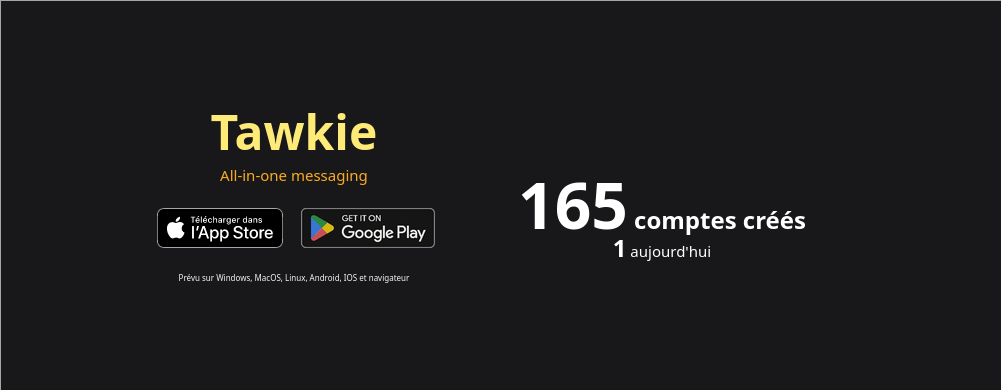 Tawkie
All-in-one messaging
Télécharger dans
l'App Store
GET IT ON
Google Play
Prévu sur Windows, MacOS, Linux, Android, IOS et navigateur
165 comptes créés
1 aujourd'hui